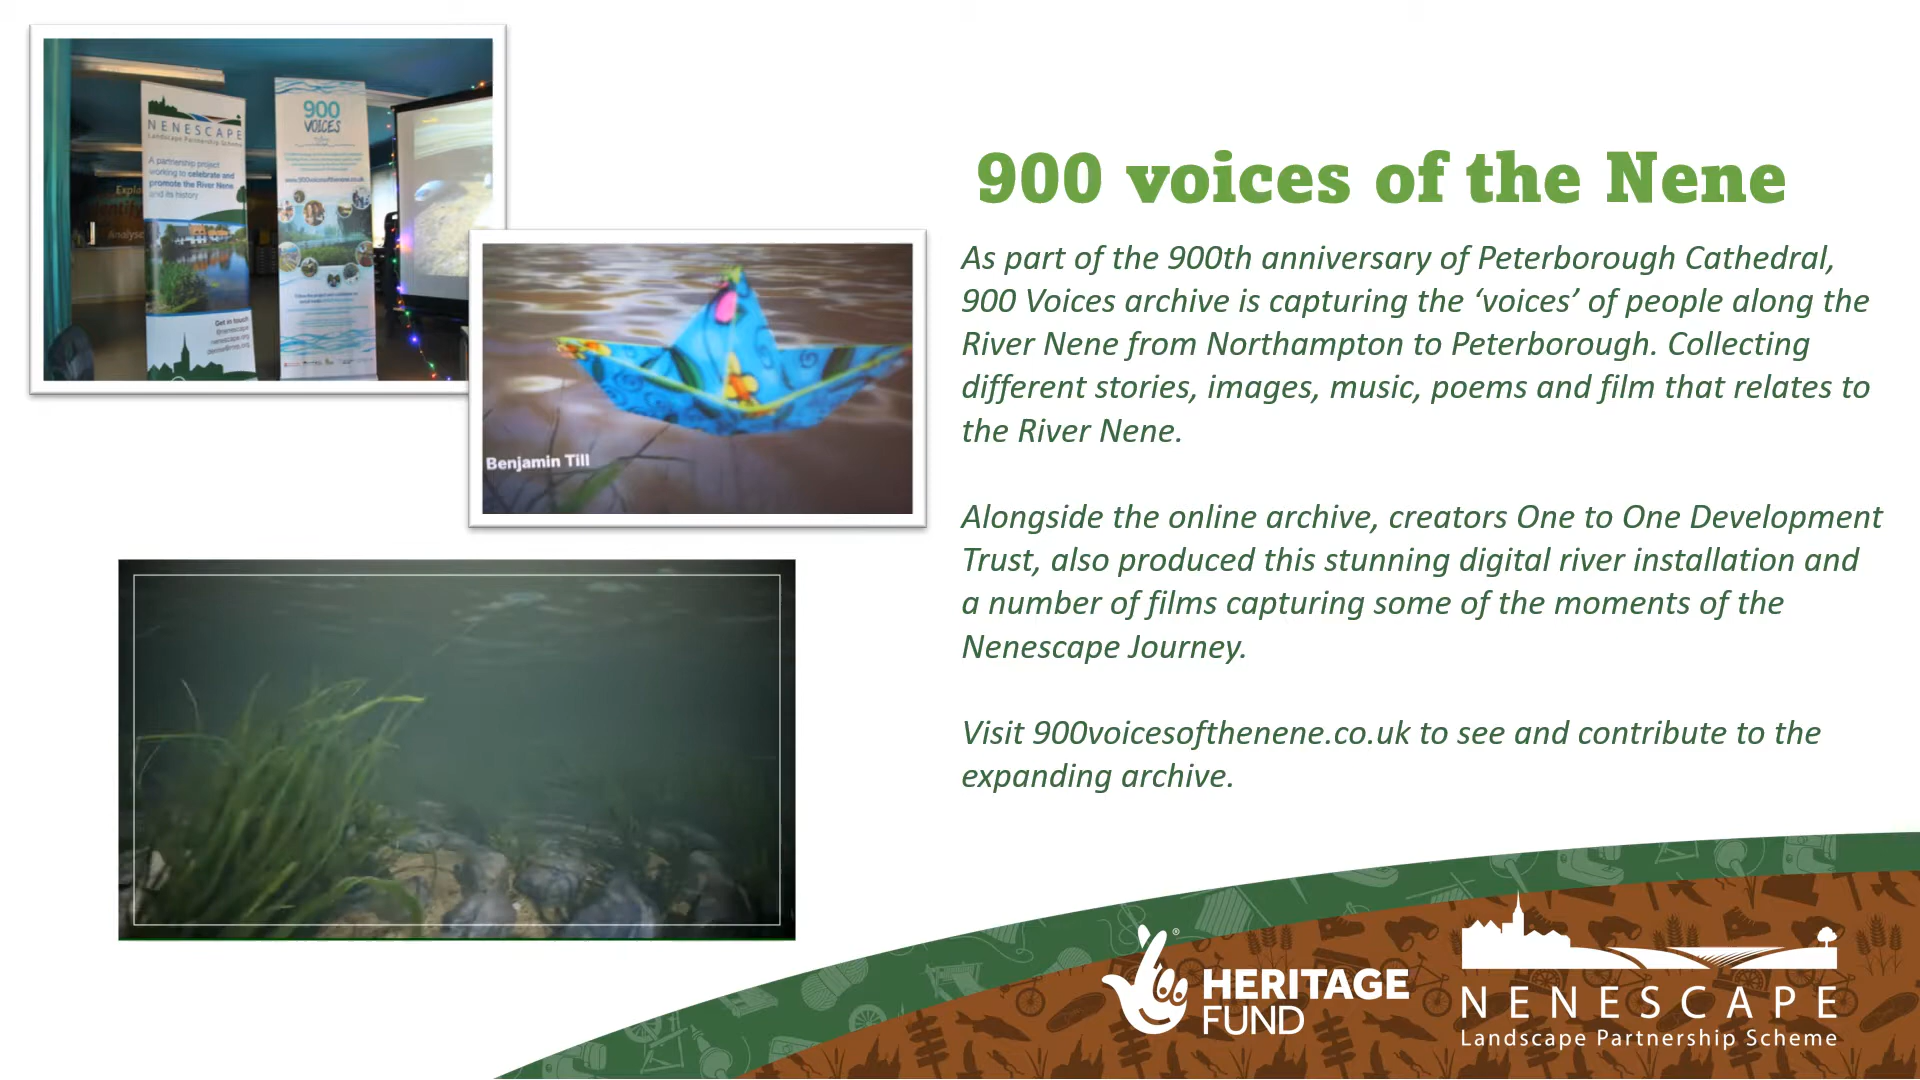 NENESCAPE
Landscape Partnership Scheme
A partnership project
working to celebrate and
promote the River Nene
and its history
Get in touch
900
VOICES
www.900voicesofthenene.co.uk
Benjamin Till
900 voices of the Nene
As part of the 900th anniversary of Peterborough Cathedral,
900 Voices archive is capturing the ‘voices’ of people along the
River Nene from Northampton to Peterborough. Collecting
different stories, images, music, poems and film that relates to
the River Nene.
Alongside the online archive, creators One to One Development
Trust, also produced this stunning digital river installation and
a number of films capturing some of the moments of the
Nenescape Journey.
Visit 900voicesofthenene.co.uk to see and contribute to the
expanding archive.
HERITAGE
FUND
NENESCAPE
Landscape Partnership Scheme